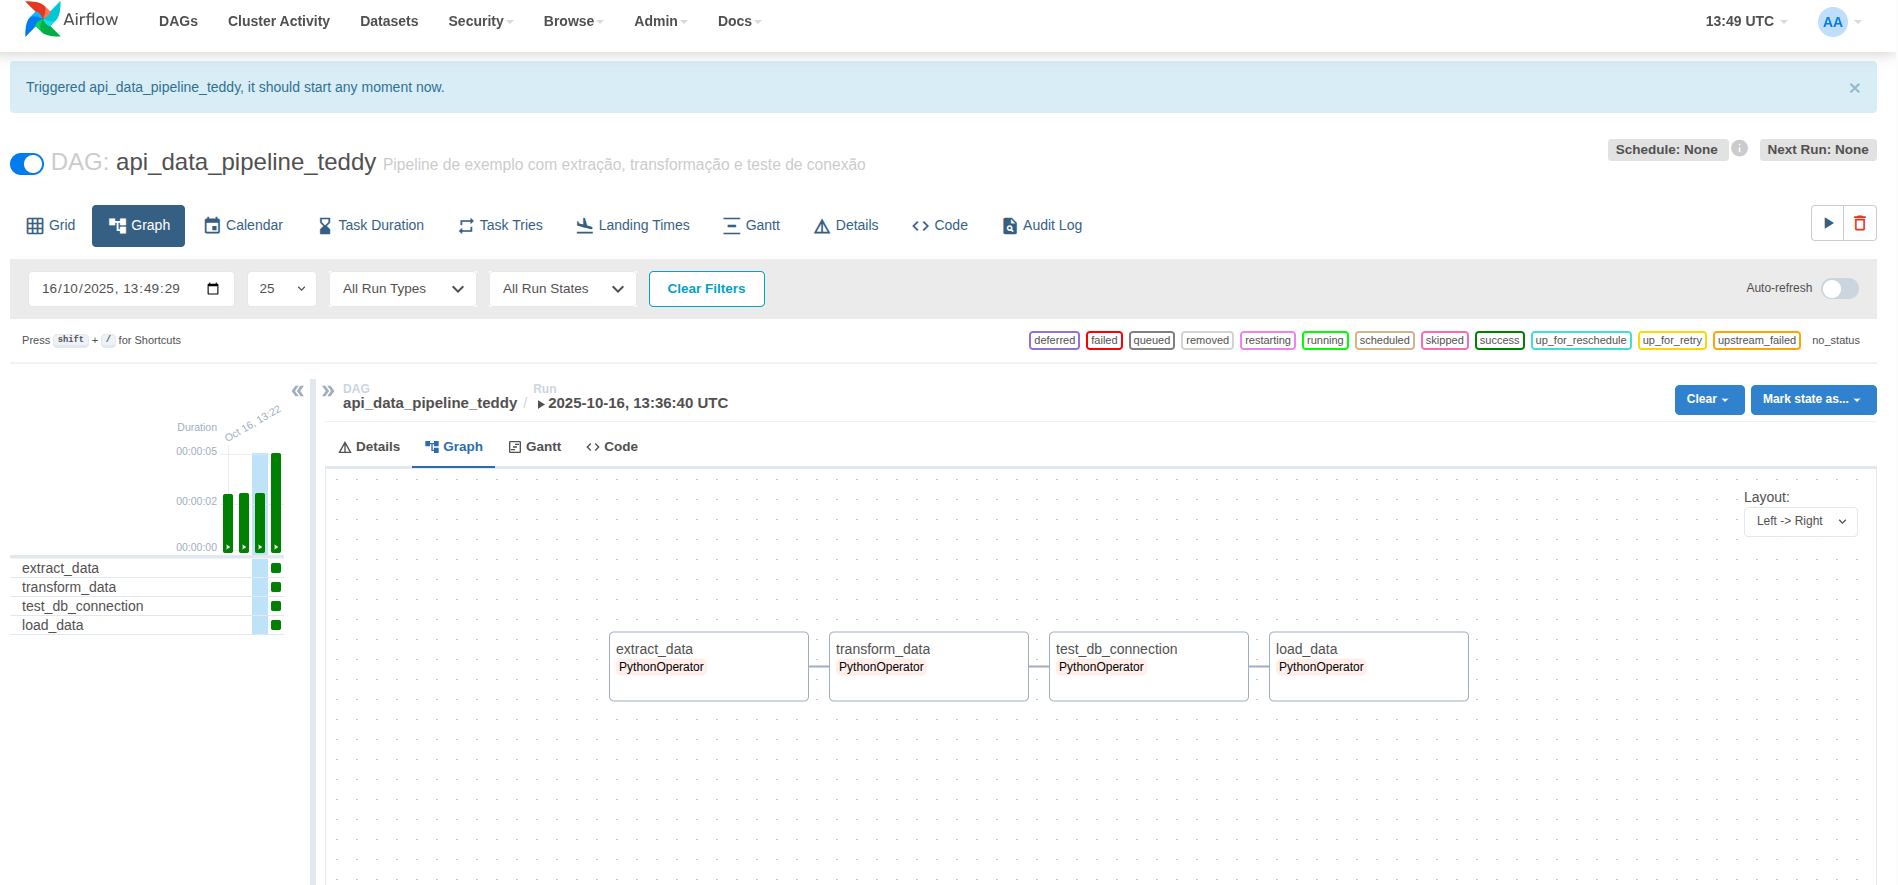 Airflow
DAGs Cluster Activity Datasets Security Browse Admin Docs 13:49 UTC AA
Triggered api_data_pipeline_teddy, it should start any moment now. ×
DAG: api_data_pipeline_teddy Pipeline de exemplo com extração, transformação e teste de conexão
Schedule: None i Next Run: None
Grid Graph Calendar Task Duration Task Tries Landing Times Gantt Details Code Audit Log
16/10/2025, 13:49:29 25 All Run Types All Run States Clear Filters Auto-refresh
Press shift + / for Shortcuts
deferred failed queued removed restarting running scheduled skipped success up_for_reschedule up_for_retry upstream_failed no_status
« »
Duration
Oct 16, 13:22
00:00:05
00:00:02
00:00:00
extract_data
transform_data
test_db_connection
load_data
DAG Run
api_data_pipeline_teddy / 2025-10-16, 13:36:40 UTC
Clear Mark state as...
Details Graph Gantt Code
Layout:
Left -> Right
extract_data
PythonOperator
transform_data
PythonOperator
test_db_connection
PythonOperator
load_data
PythonOperator